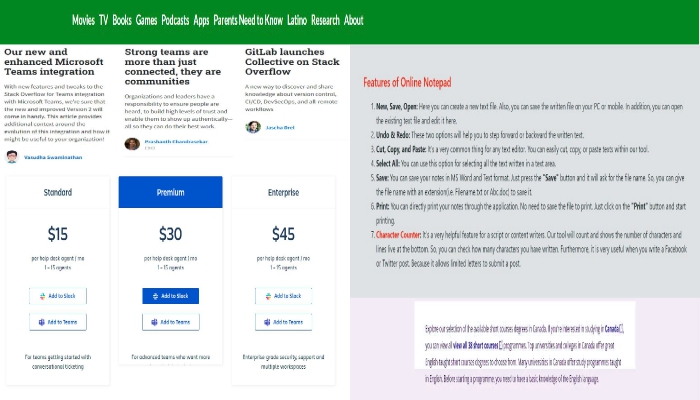 Movies TV Books Games Podcasts Apps Parents Need to Know Latino Research About
Our new and
enhanced Microsoft
Teams integration
With new features and tweaks to the
Stack Overflow for Teams integration
with Microsoft Teams, we're sure that
the new and improved Version 2 will
come in handy. This article provides
additional context around the
evolution of this integration and how it
might be useful to your organization!
Vasudha Swaminathan
Strong teams are
more than just
connected, they are
communities
Organizations and leaders have a
responsibility to ensure people are
heard, to build high levels of trust and
enable them to show up authentically—
all so they can do their best work.
Prashanth Chandrasekar
GitLab launches
Collective on Stack
Overflow
A new way to discover and share
knowledge about version control,
CI/CD, DevSecOps, and all-remote
workflows
Jascha Beri
Standard
$15
per help desk agent / mo
1 – 15 agents
Add to Slack
Add to Teams
For teams getting started with
conversational ticketing
Premium
$30
per help desk agent / mo
1 – 15 agents
Add to Slack
Add to Teams
For advanced teams who want more
Enterprise
$45
per help desk agent / mo
1 – 15 agents
Add to Slack
Add to Teams
Enterprise grade security, support and
multiple workspaces
Features of Online Notepad
1. New, Save, Open: Here you can create a new text file. Also, you can save the written file on your PC or mobile. In addition, you can open
the existing text file and edit it here.
2. Undo & Redo: These two options will help you to step forward or backward the written text.
3. Cut, Copy, and Paste: It's a very common thing for any text editor. You can easily cut, copy, or paste texts within our tool.
4. Select All: You can use this option for selecting all the text written in a text area.
5. Save: You can save your notes in MS Word and Text format. Just press the "Save" button and it will ask for the file name. So, you can give
the file name with an extension(i.e. Filename.txt or Abc.doc) to save it.
6. Print: You can directly print your notes through the application. No need to save the file to print. Just click on the "Print" button and start
printing.
7. Character Counter: It's a very helpful feature for a script or content writers. Our tool will count and shows the number of characters and
lines live at the bottom. So, you can check how many characters you have written. Furthermore, it is very useful when you write a Facebook
or Twitter post. Because it allows limited letters to submit a post.
Explore our selection of the available short courses degrees in Canada. If you're interested in studying in Canada,
you can view all 38 short courses programmes. Top universities and colleges in Canada offer great
English taught short courses degrees to choose from. Many universities in Canada offer study programmes taught
in English. Before starting a programme, you need to have a basic knowledge of the English language.